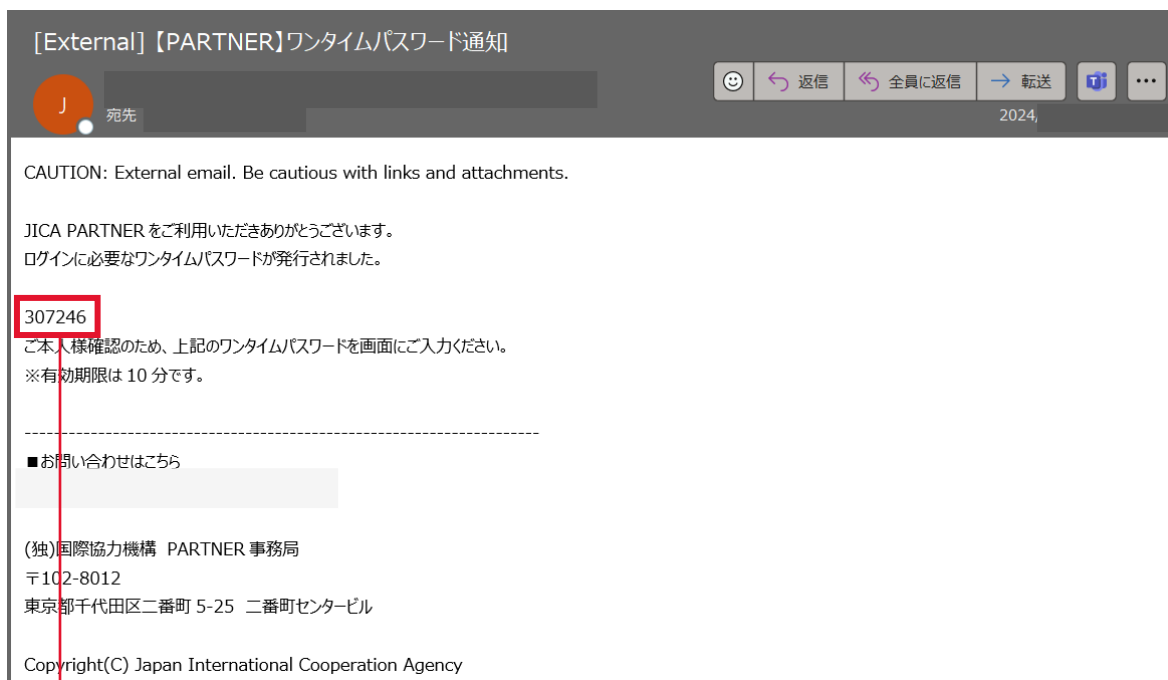 [External] 【PARTNER】ワンタイムパスワード通知
返信 全員に返信 転送
J
宛先
2024/
CAUTION: External email. Be cautious with links and attachments.
JICA PARTNER をご利用いただきありがとうございます。
ログインに必要なワンタイムパスワードが発行されました。
307246
ご本人様確認のため、上記のワンタイムパスワードを画面にご入力ください。
※有効期限は 10 分です。
----------------------------------------------------------------------
■お問い合わせはこちら
(独)国際協力機構 PARTNER 事務局
〒102-8012
東京都千代田区二番町 5-25 二番町センタービル
Copyright(C) Japan International Cooperation Agency